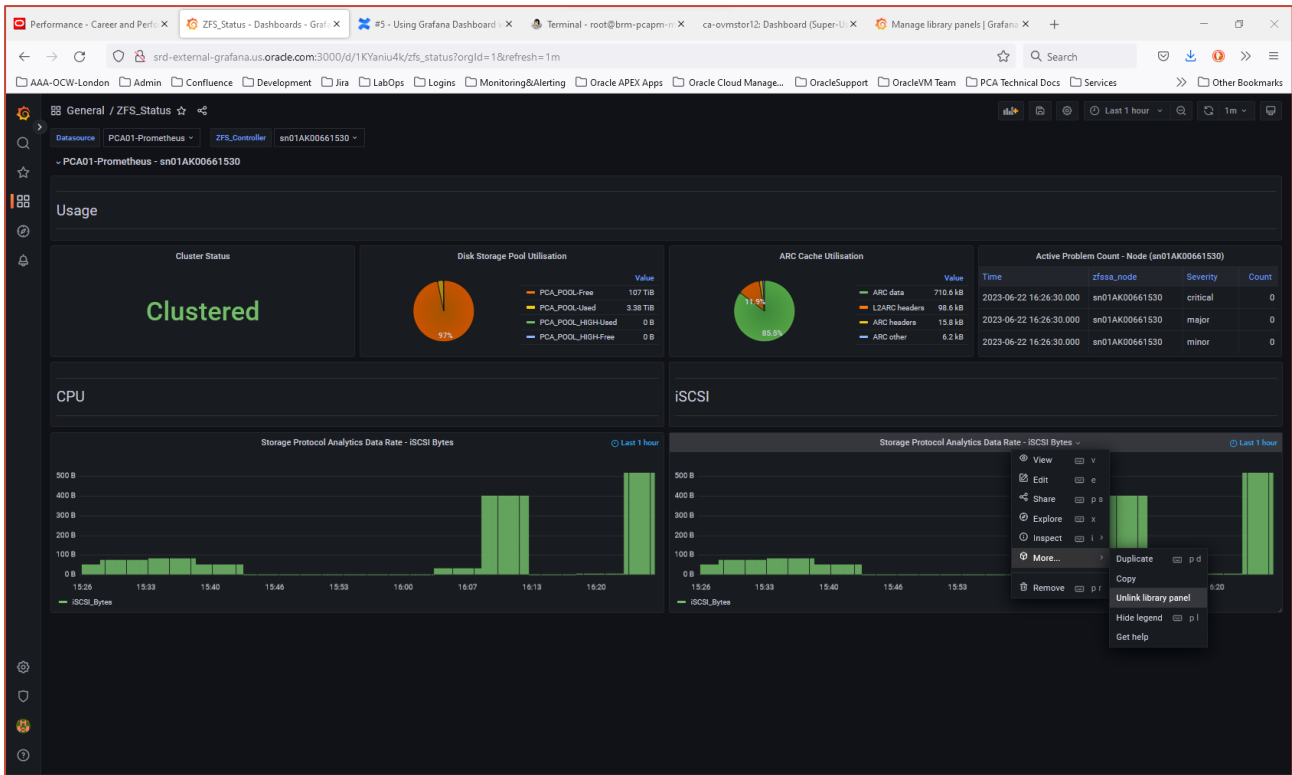 Performance - Career and Perfo
ZFS_Status - Dashboards - Grafa
#5 - Using Grafana Dashboard
Terminal - root@brm-pcapm-m
ca-ovmstor12: Dashboard (Super-U
Manage library panels | Grafana
srd-external-grafana.us.oracle.com:3000/d/1KYaniu4k/zfs_status?orgId=1&refresh=1m
Search
AAA-OCW-London Admin Confluence Development Jira LabOps Logins Monitoring&Alerting Oracle APEX Apps Oracle Cloud Manage... OracleSupport OracleVM Team PCA Technical Docs Services Other Bookmarks
General / ZFS_Status
Last 1 hour
1m
Datasource PCA01-Prometheus ZFS_Controller sn01AK00661530
PCA01-Prometheus - sn01AK00661530
Usage
Cluster Status
Clustered
Disk Storage Pool Utilisation
Value
PCA_POOL-Free 107 TiB
PCA_POOL-Used 3.38 TiB
PCA_POOL_HIGH-Used 0 B
PCA_POOL_HIGH-Free 0 B
97%
ARC Cache Utilisation
Value
ARC data 710.6 kB
L2ARC headers 98.6 kB
ARC headers 15.8 kB
ARC other 6.2 kB
11.9%
85.5%
Active Problem Count - Node (sn01AK00661530)
Time zfssa_node Severity Count
2023-06-22 16:26:30.000 sn01AK00661530 critical 0
2023-06-22 16:26:30.000 sn01AK00661530 major 0
2023-06-22 16:26:30.000 sn01AK00661530 minor 0
CPU
iSCSI
Storage Protocol Analytics Data Rate - iSCSI Bytes
Last 1 hour
500 B
400 B
300 B
200 B
100 B
0 B
15:26 15:33 15:40 15:46 15:53 16:00 16:07 16:13 16:20
iSCSI_Bytes
Storage Protocol Analytics Data Rate - iSCSI Bytes
Last 1 hour
500 B
400 B
300 B
200 B
100 B
0 B
15:26 15:33 15:40 15:46 15:53 6:20
iSCSI_Bytes
View v
Edit e
Share p s
Explore x
Inspect i
More...
Remove p r
Duplicate p d
Copy
Unlink library panel
Hide legend p l
Get help